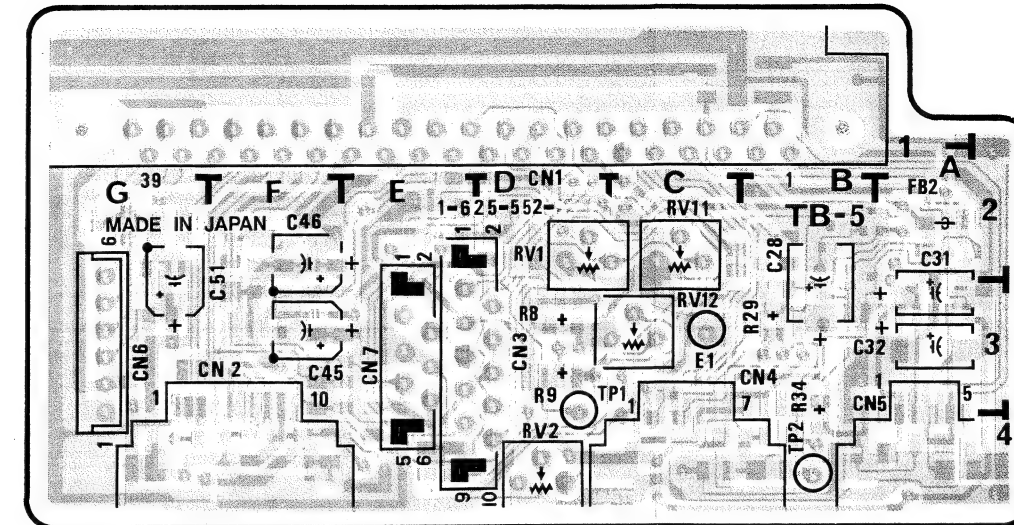 1
A
G 39 F E D CN1 C 1 B FB2
1-625-552-
TB-5
2
MADE IN JAPAN
C46
RV1
RV11
C28
C31
6
C51
1 2
1 2
R8
RV12
R29
CN6
CN7
CN3
E1
C32
3
CN2
C45
R9
TP1
CN4
R34
CN5
1 10
1 7
1 5
RV2
TP2
4
1
5 6
9 10